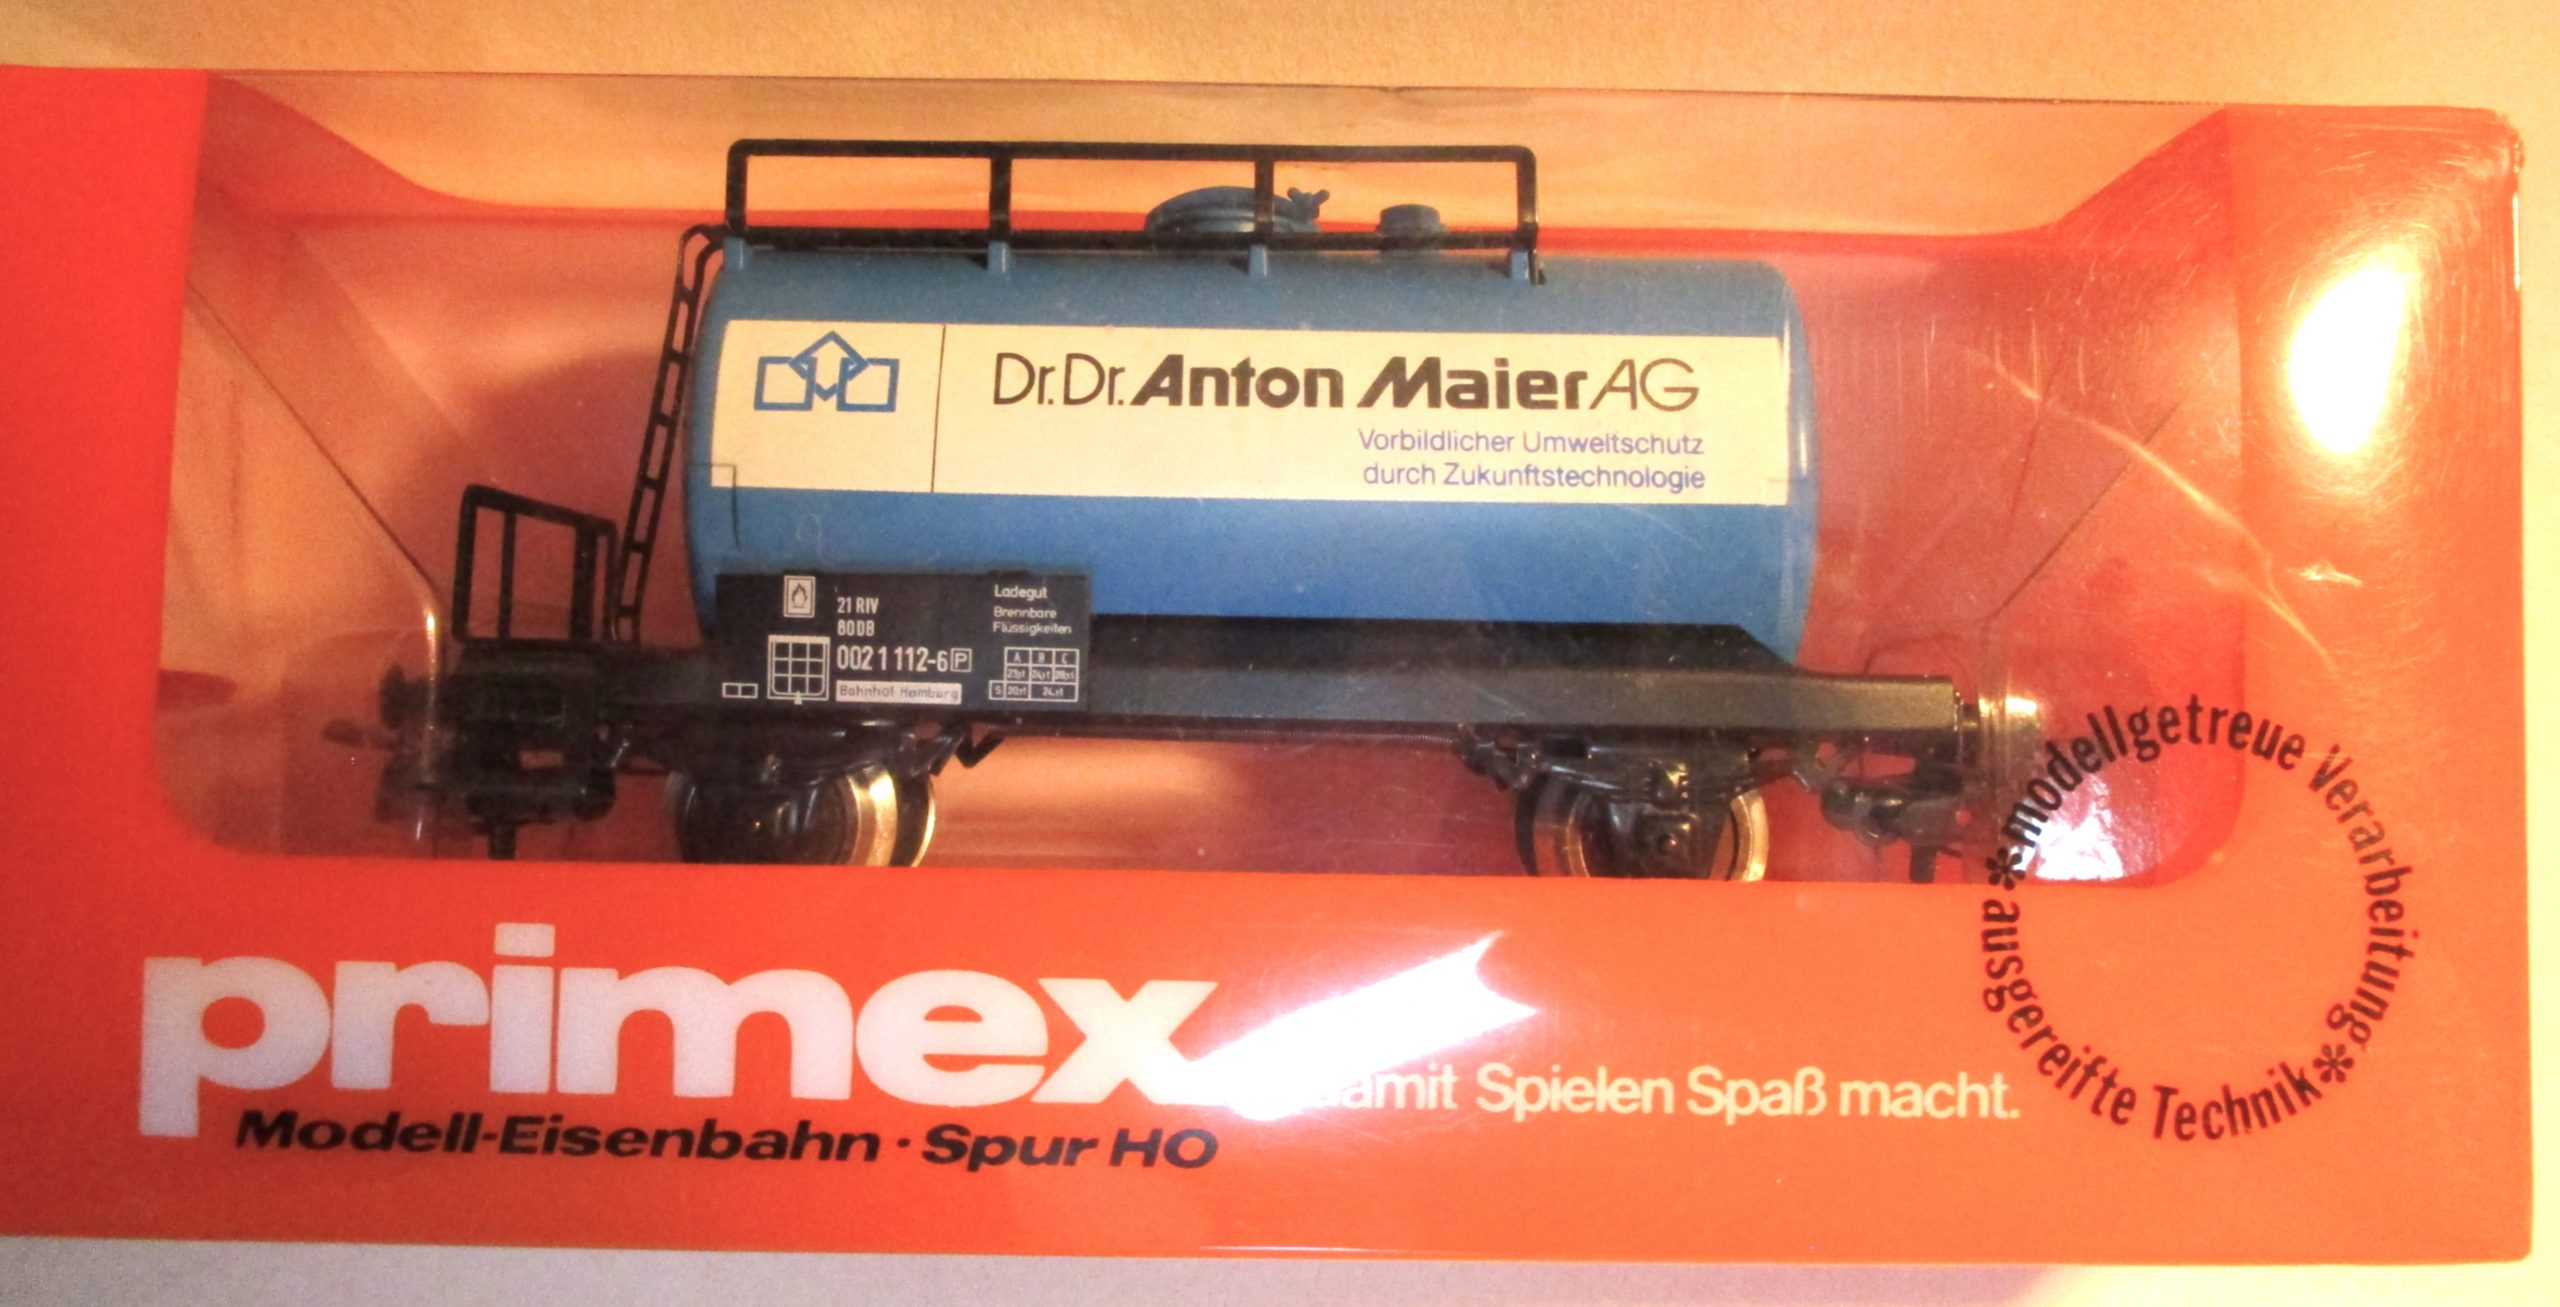 Dr. Dr. Anton Maier AG
Vorbildlicher Umweltschutz
durch Zukunftstechnologie
21 RIV
80 DB
002 1 112-6 P
Bahnhof Hamburg
Ladegut
Brennbare
Flüssigkeiten
A B C
S
primex
damit Spielen Spaß macht.
Modell-Eisenbahn · Spur HO
*modellgetreue Verarbeitung*
ausgereifte Technik